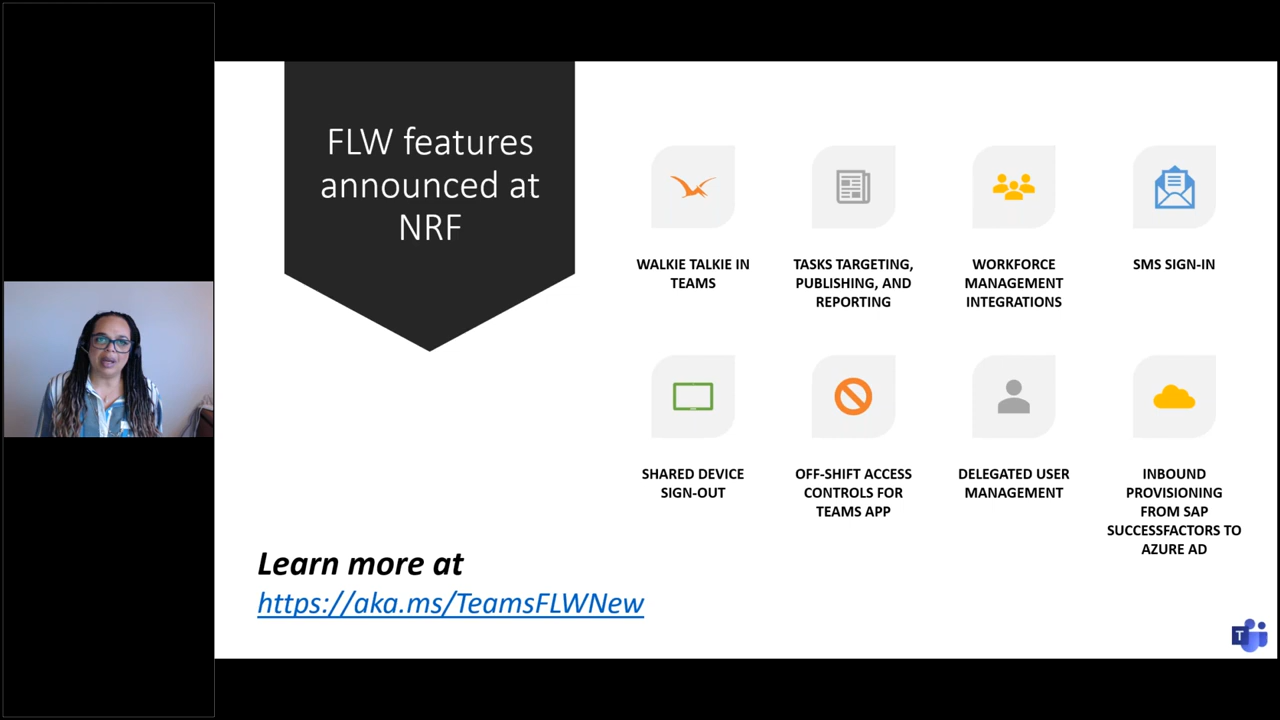 FLW features
announced at
NRF
WALKIE TALKIE IN
TEAMS
TASKS TARGETING,
PUBLISHING, AND
REPORTING
WORKFORCE
MANAGEMENT
INTEGRATIONS
SMS SIGN-IN
SHARED DEVICE
SIGN-OUT
OFF-SHIFT ACCESS
CONTROLS FOR
TEAMS APP
DELEGATED USER
MANAGEMENT
INBOUND
PROVISIONING
FROM SAP
SUCCESSFACTORS TO
AZURE AD
Learn more at
https://aka.ms/TeamsFLWNew
T